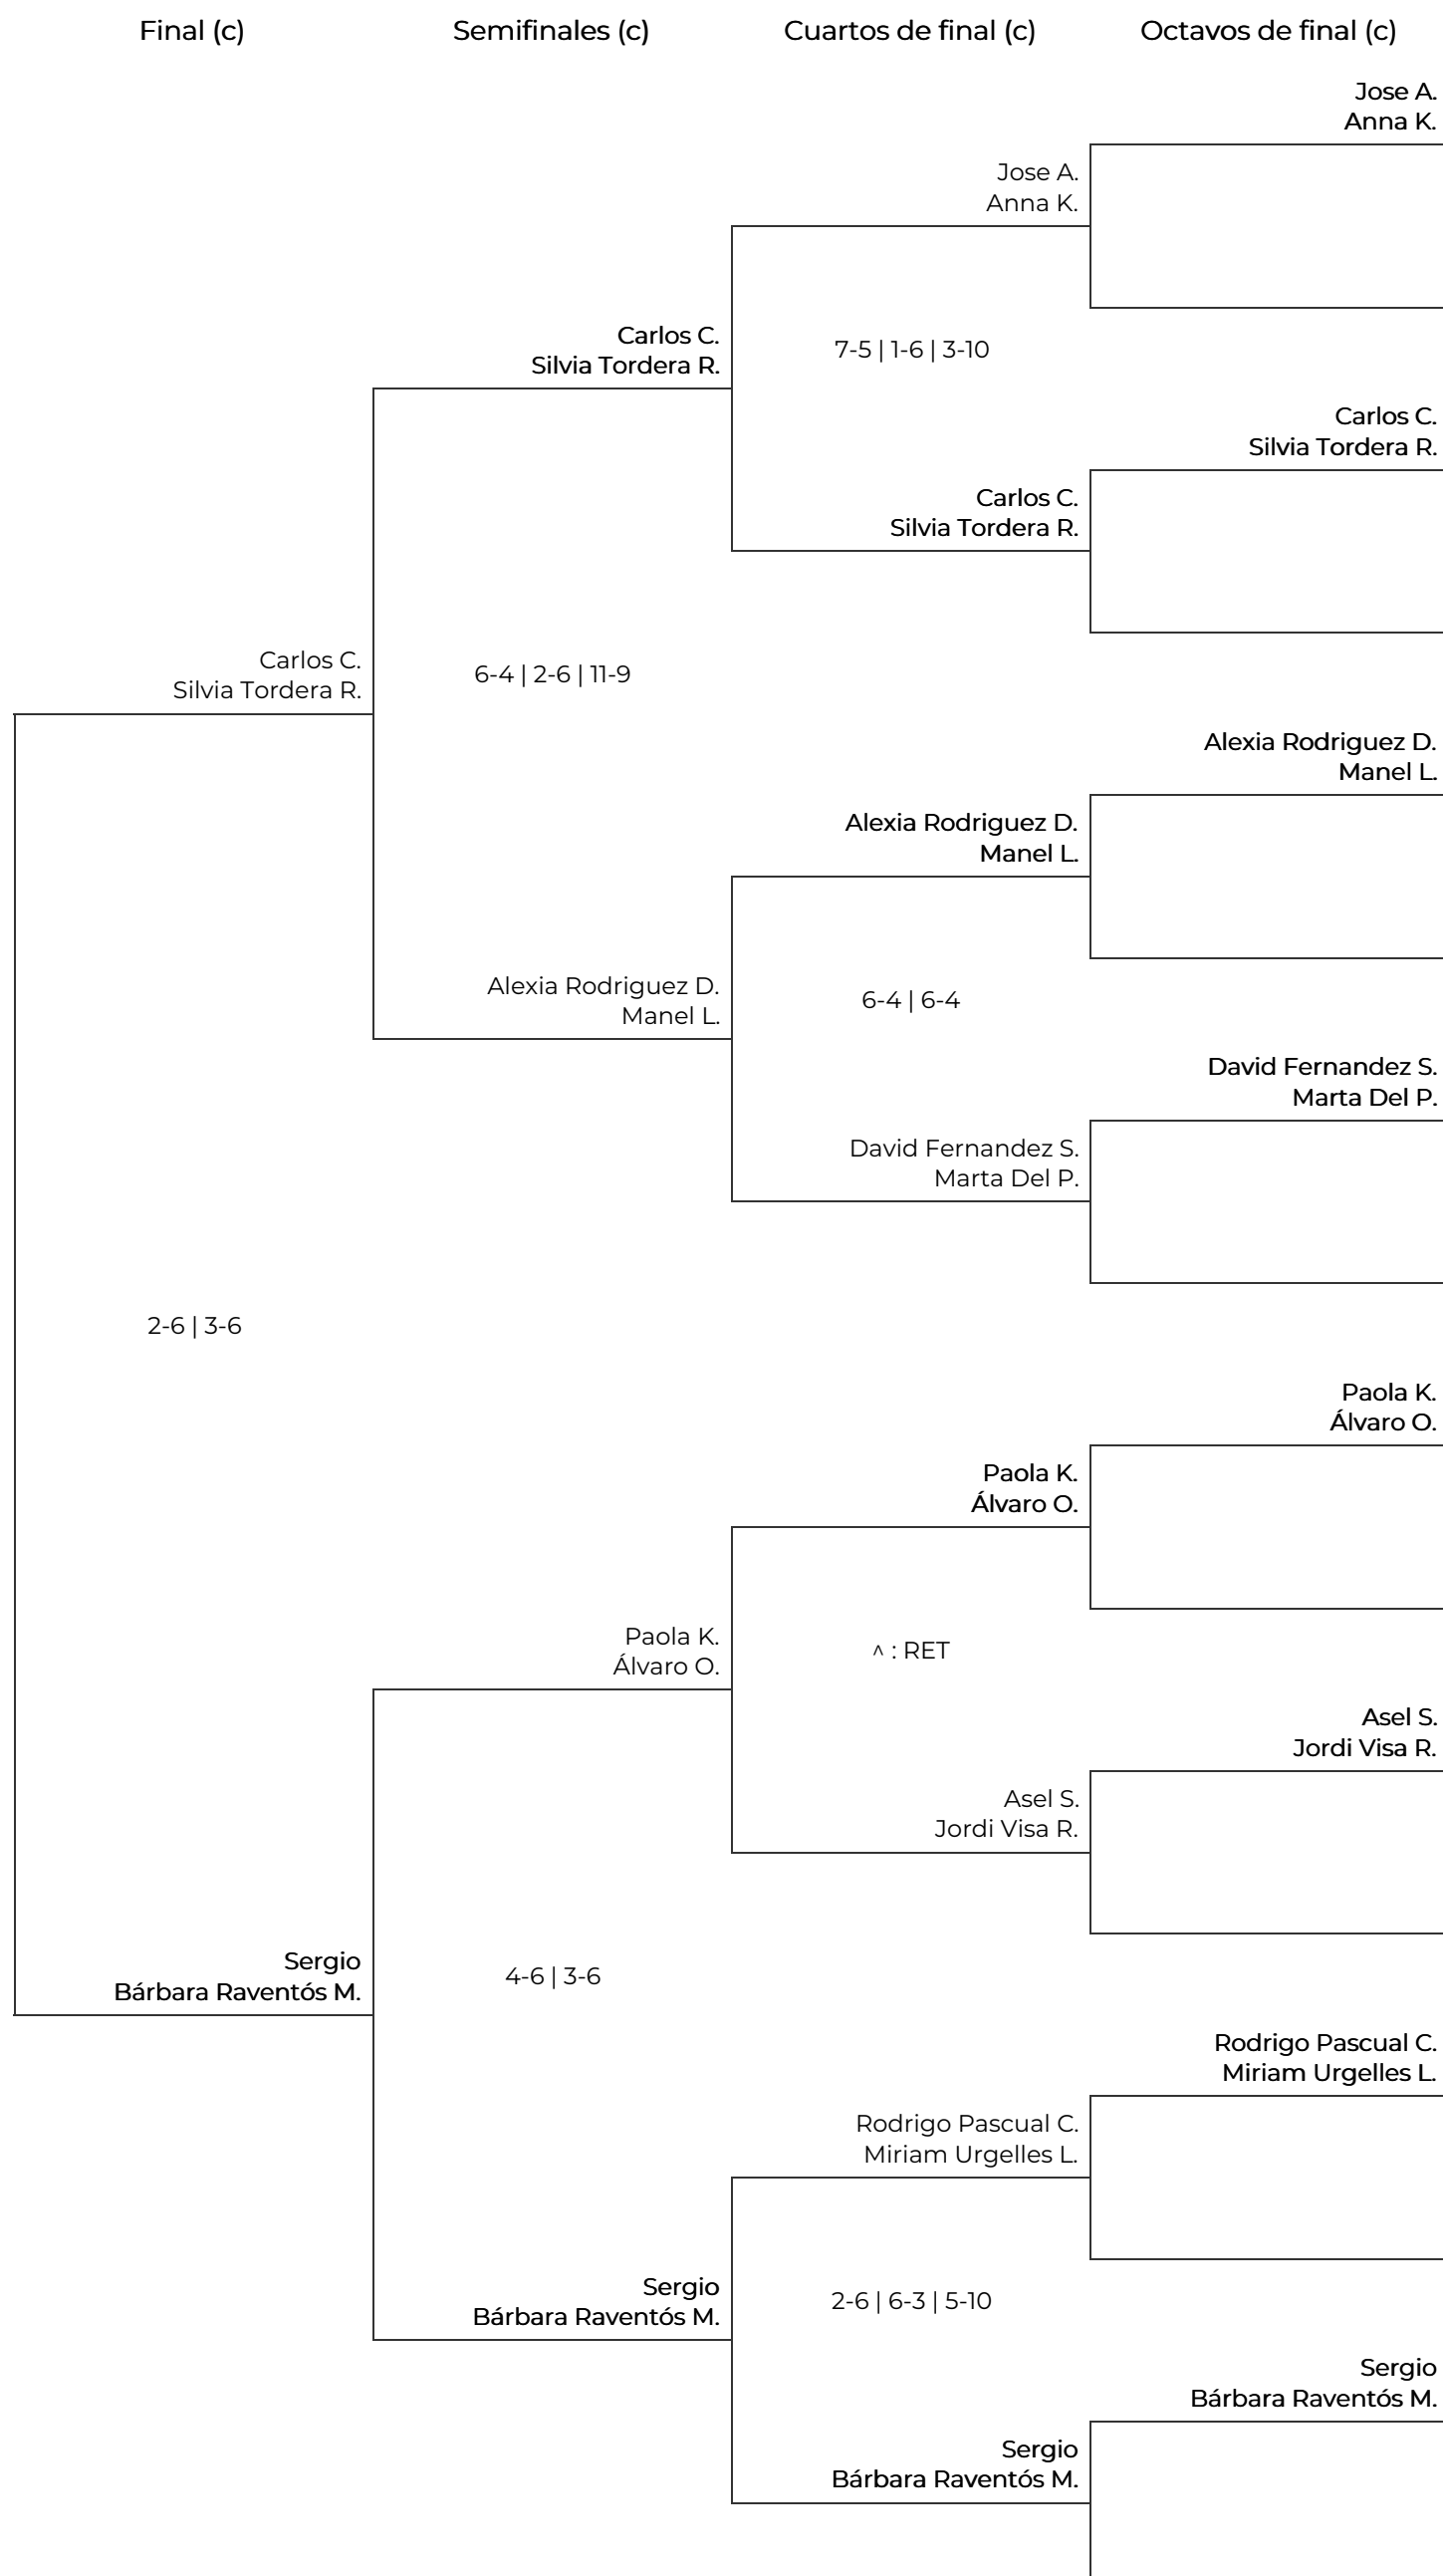 Final (c)
Semifinales (c)
Cuartos de final (c)
Octavos de final (c)
Jose A.
Anna K.
Jose A.
Anna K.
Carlos C.
Silvia Tordera R.
7-5 | 1-6 | 3-10
Carlos C.
Silvia Tordera R.
Carlos C.
Silvia Tordera R.
Carlos C.
Silvia Tordera R.
6-4 | 2-6 | 11-9
Alexia Rodriguez D.
Manel L.
Alexia Rodriguez D.
Manel L.
Alexia Rodriguez D.
Manel L.
6-4 | 6-4
David Fernandez S.
Marta Del P.
David Fernandez S.
Marta Del P.
2-6 | 3-6
Paola K.
Álvaro O.
Paola K.
Álvaro O.
Paola K.
Álvaro O.
^ : RET
Asel S.
Jordi Visa R.
Asel S.
Jordi Visa R.
Sergio
Bárbara Raventós M.
4-6 | 3-6
Rodrigo Pascual C.
Miriam Urgelles L.
Rodrigo Pascual C.
Miriam Urgelles L.
Sergio
Bárbara Raventós M.
2-6 | 6-3 | 5-10
Sergio
Bárbara Raventós M.
Sergio
Bárbara Raventós M.